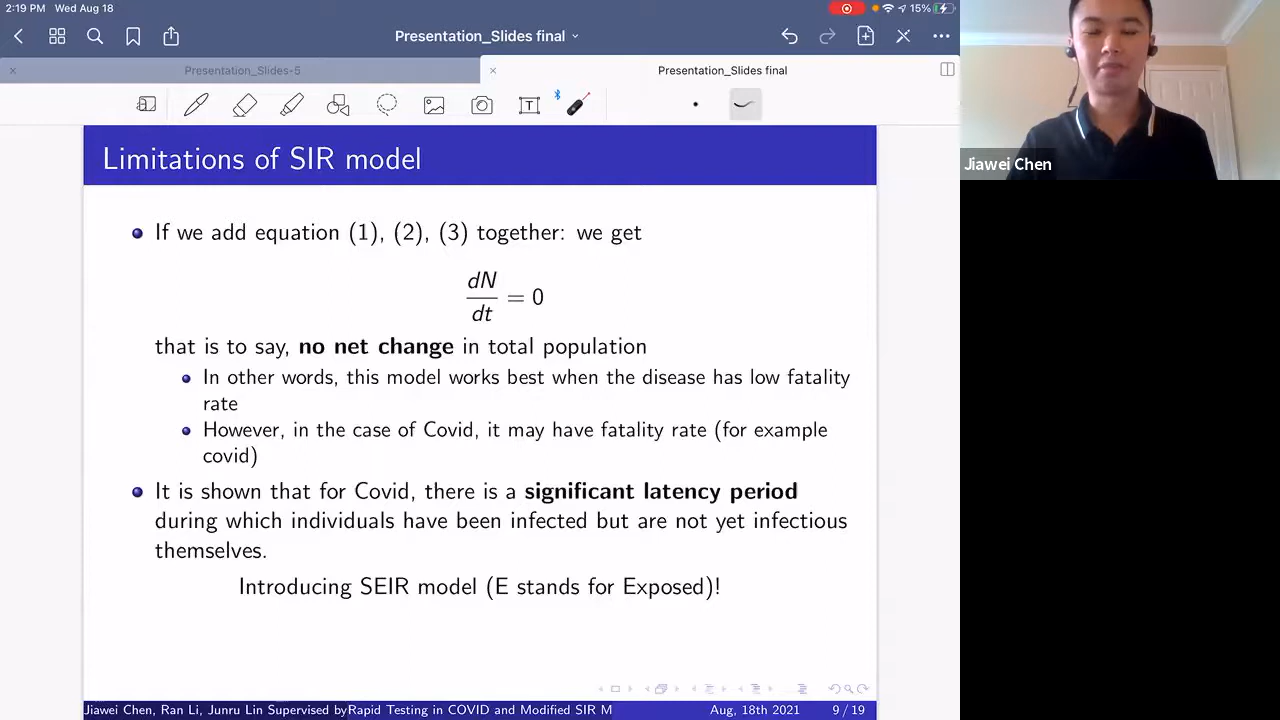 2:19 PM Wed Aug 18
15%
Presentation_Slides final
Presentation_Slides-5
Presentation_Slides final
T
Jiawei Chen
Limitations of SIR model
If we add equation (1), (2), (3) together: we get
dN
dt
= 0
that is to say, no net change in total population
In other words, this model works best when the disease has low fatality
rate
However, in the case of Covid, it may have fatality rate (for example
covid)
It is shown that for Covid, there is a significant latency period
during which individuals have been infected but are not yet infectious
themselves.
Introducing SEIR model (E stands for Exposed)!
Jiawei Chen, Ran Li, Junru Lin Supervised by Rapid Testing in COVID and Modified SIR M
Aug, 18th 2021
9 / 19